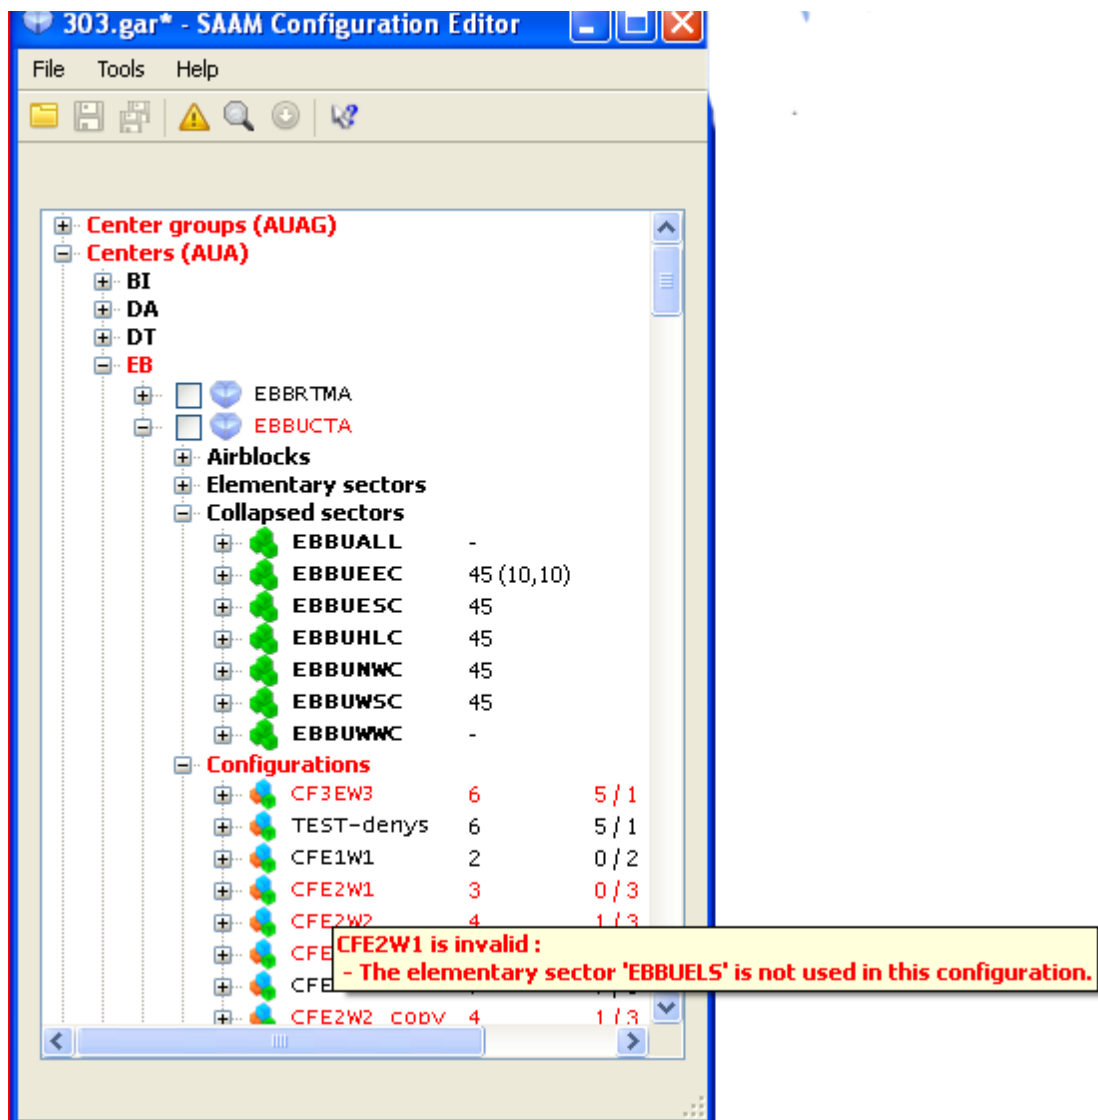 303.gar* - SAAM Configuration Editor
File Tools Help
Center groups (AUAG)
Centers (AUA)
BI
DA
DT
EB
EBBRTMA
EBBUCTA
Airblocks
Elementary sectors
Collapsed sectors
EBBUALL -
EBBUEEC 45 (10,10)
EBBUESC 45
EBBUHLC 45
EBBUNWC 45
EBBUWSC 45
EBBUWWC -
Configurations
CF3EW3 6 5 / 1
TEST-denys 6 5 / 1
CFE1W1 2 0 / 2
CFE2W1 3 0 / 3
CFE2W2 4 1 / 3
CFE2W1 is invalid :
CFE
- The elementary sector 'EBBUELS' is not used in this configuration.
CFE
CFE2W2 copy 4 1 / 3